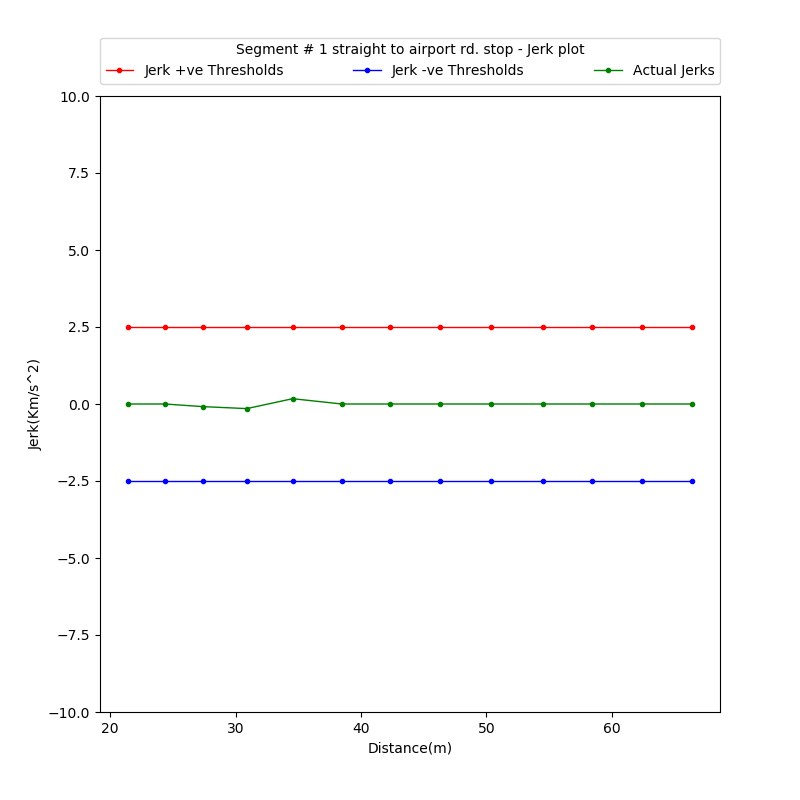 Segment # 1 straight to airport rd. stop - Jerk plot
Jerk +ve Thresholds Jerk -ve Thresholds Actual Jerks
10.0
7.5
5.0
2.5
0.0
−2.5
−5.0
−7.5
−10.0
Jerk(Km/s^2)
20 30 40 50 60
Distance(m)